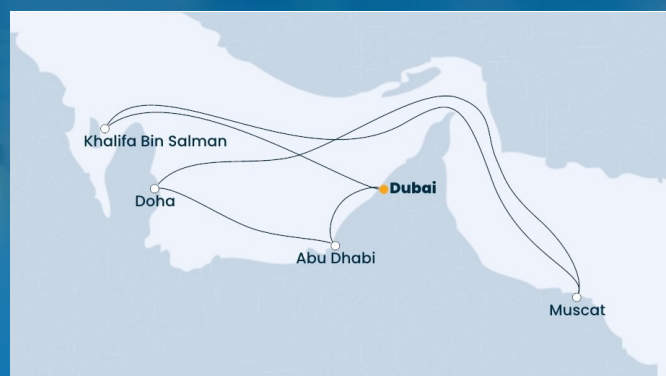 Khalifa Bin Salman
Dubai
Doha
Abu Dhabi
Muscat